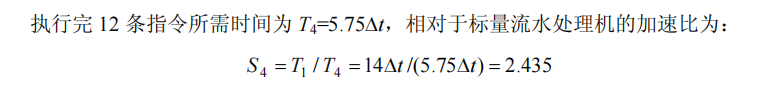 执行完 12 条指令所需时间为 T₄=5.75Δt，相对于标量流水处理机的加速比为：
S₄ = T₁ / T₄ = 14Δt /(5.75Δt) = 2.435